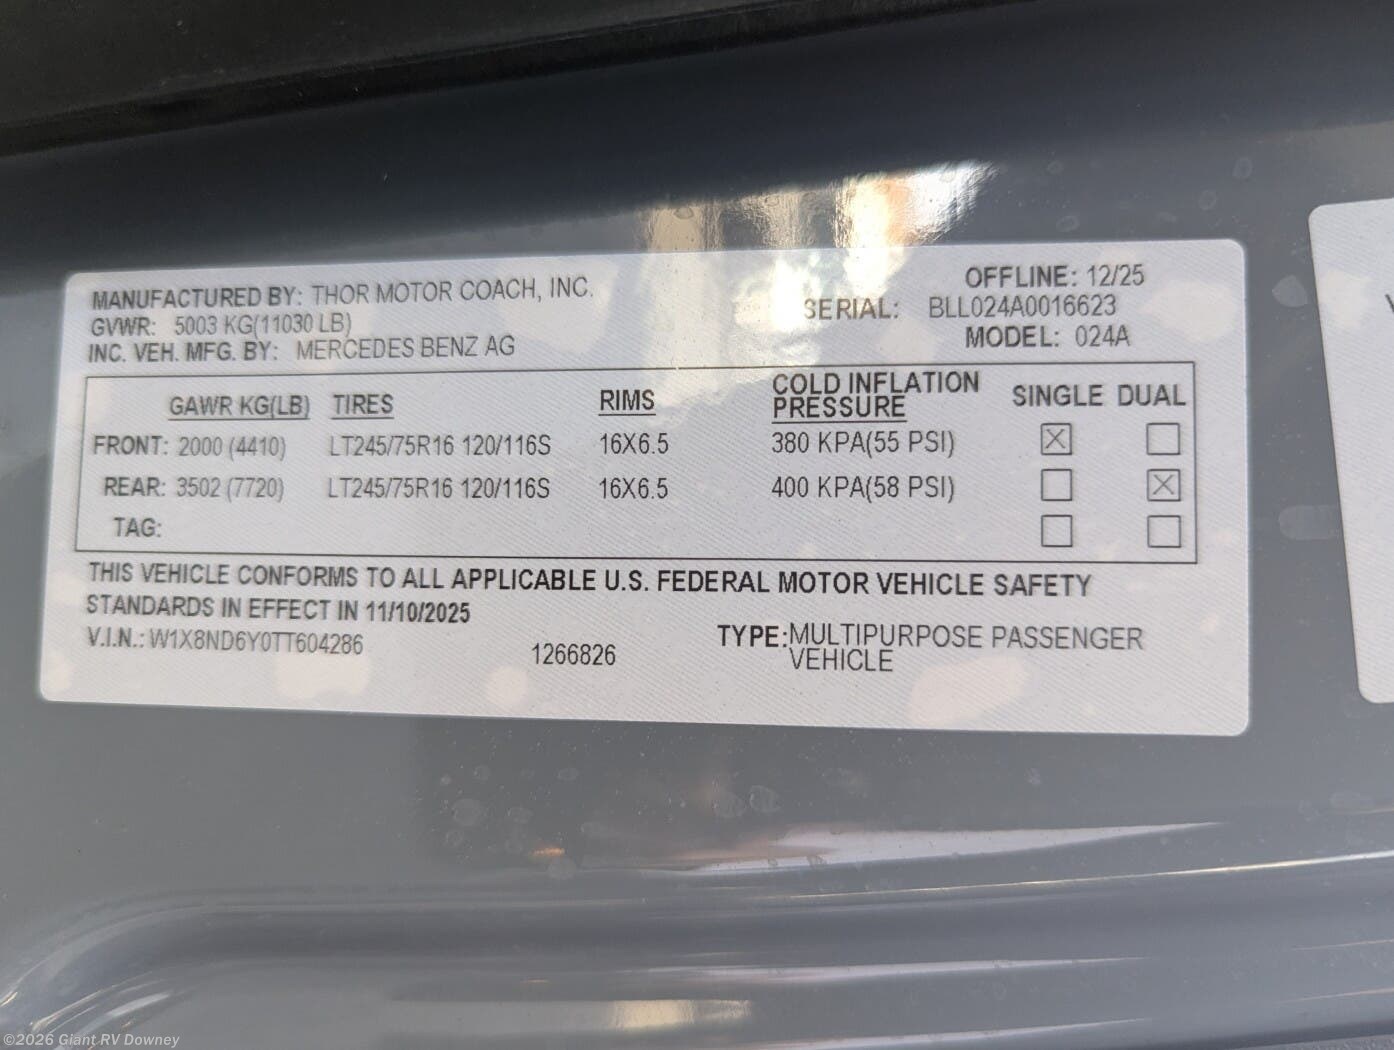 MANUFACTURED BY: THOR MOTOR COACH, INC.
OFFLINE: 12/25
GVWR: 5003 KG(11030 LB)
SERIAL: BLL024A0016623
INC. VEH. MFG. BY: MERCEDES BENZ AG
MODEL: 024A
GAWR KG(LB) TIRES RIMS COLD INFLATION PRESSURE SINGLE DUAL
FRONT: 2000 (4410) LT245/75R16 120/116S 16X6.5 380 KPA(55 PSI) ☒ ☐
REAR: 3502 (7720) LT245/75R16 120/116S 16X6.5 400 KPA(58 PSI) ☐ ☒
TAG: ☐ ☐
THIS VEHICLE CONFORMS TO ALL APPLICABLE U.S. FEDERAL MOTOR VEHICLE SAFETY
STANDARDS IN EFFECT IN 11/10/2025
V.I.N.: W1X8ND6Y0TT604286
1266826
TYPE: MULTIPURPOSE PASSENGER
VEHICLE
©2026 Giant RV Downey